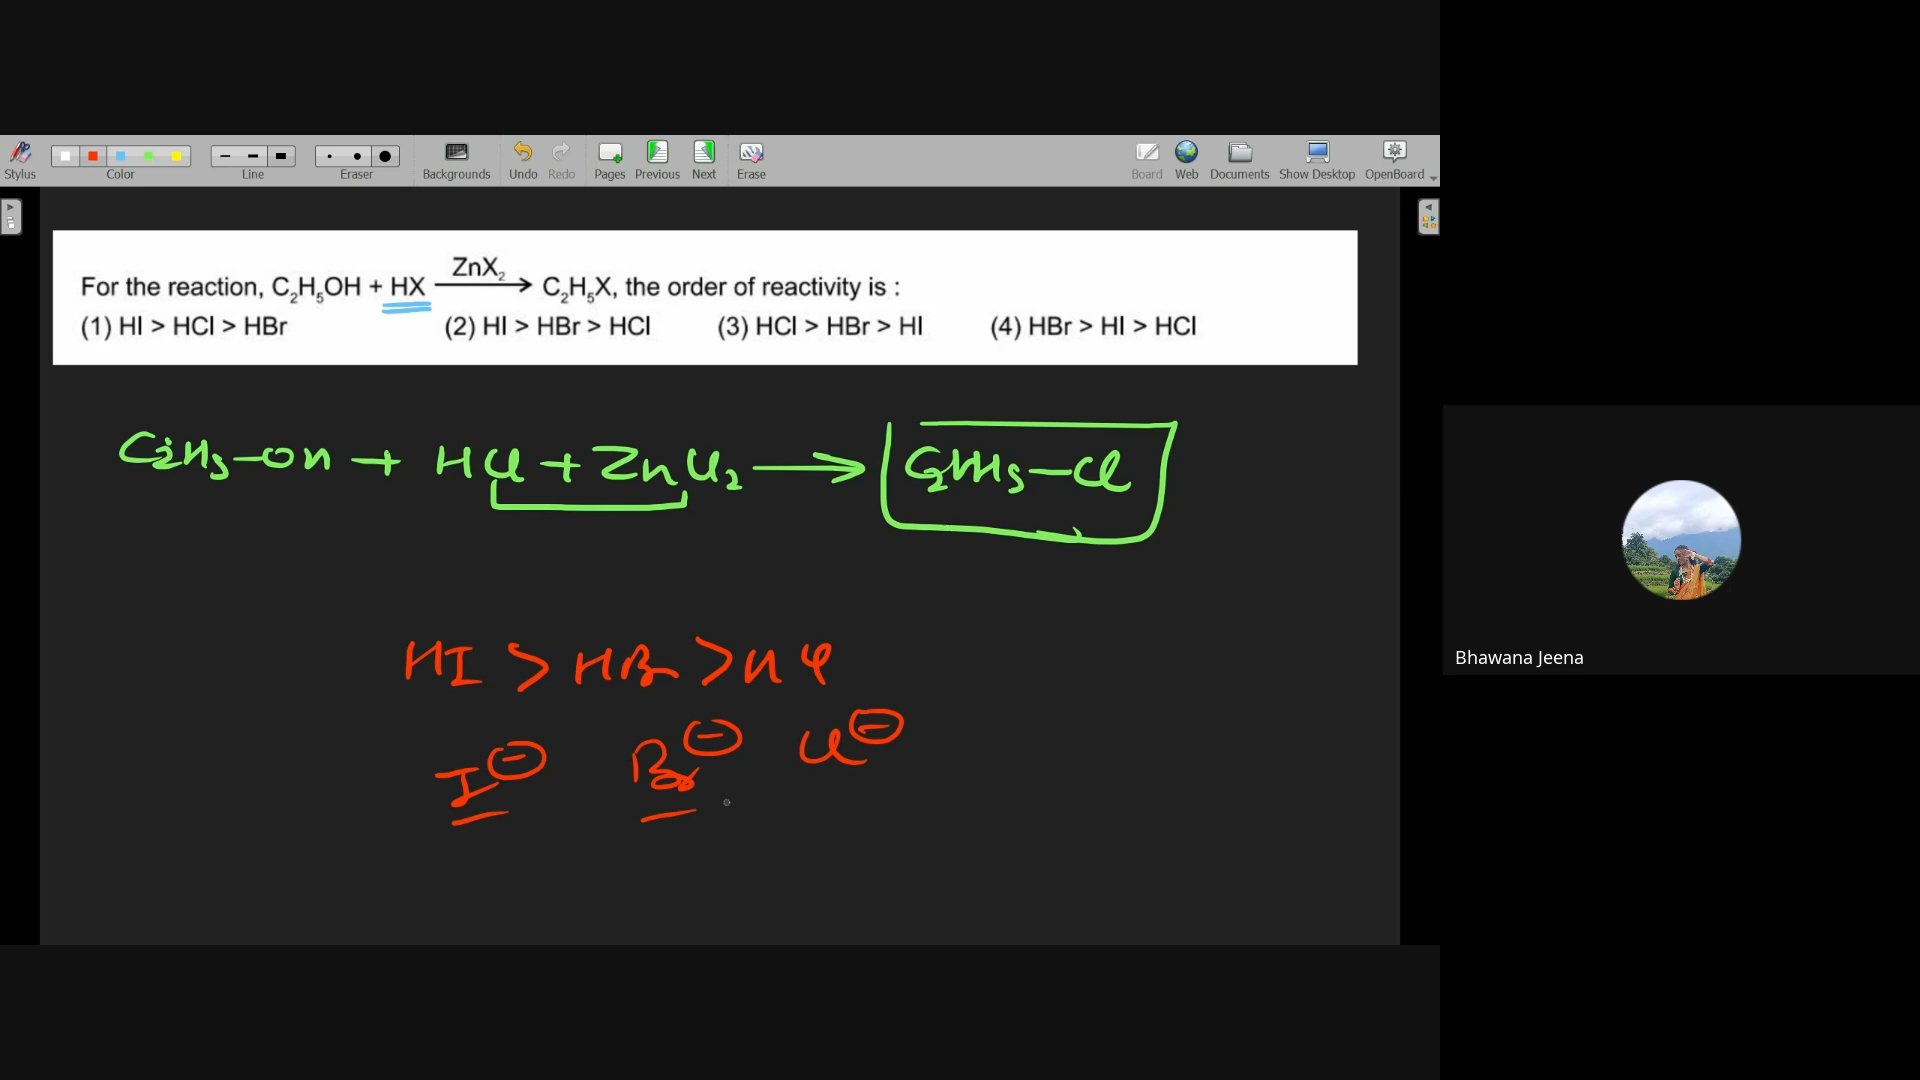 Stylus Color Line Eraser Backgrounds Undo Redo Pages Previous Next Erase Board Web Documents Show Desktop OpenBoard
For the reaction, C₂H₅OH + HX —ZnX₂→ C₂H₅X, the order of reactivity is :
(1) HI > HCl > HBr (2) HI > HBr > HCl (3) HCl > HBr > HI (4) HBr > HI > HCl
C₂H₅–OH + HCl + ZnCl₂ ⟶ C₂H₅–Cl
HI > HBr > HCl
I⊖ Br⊖ Cl⊖
Bhawana Jeena